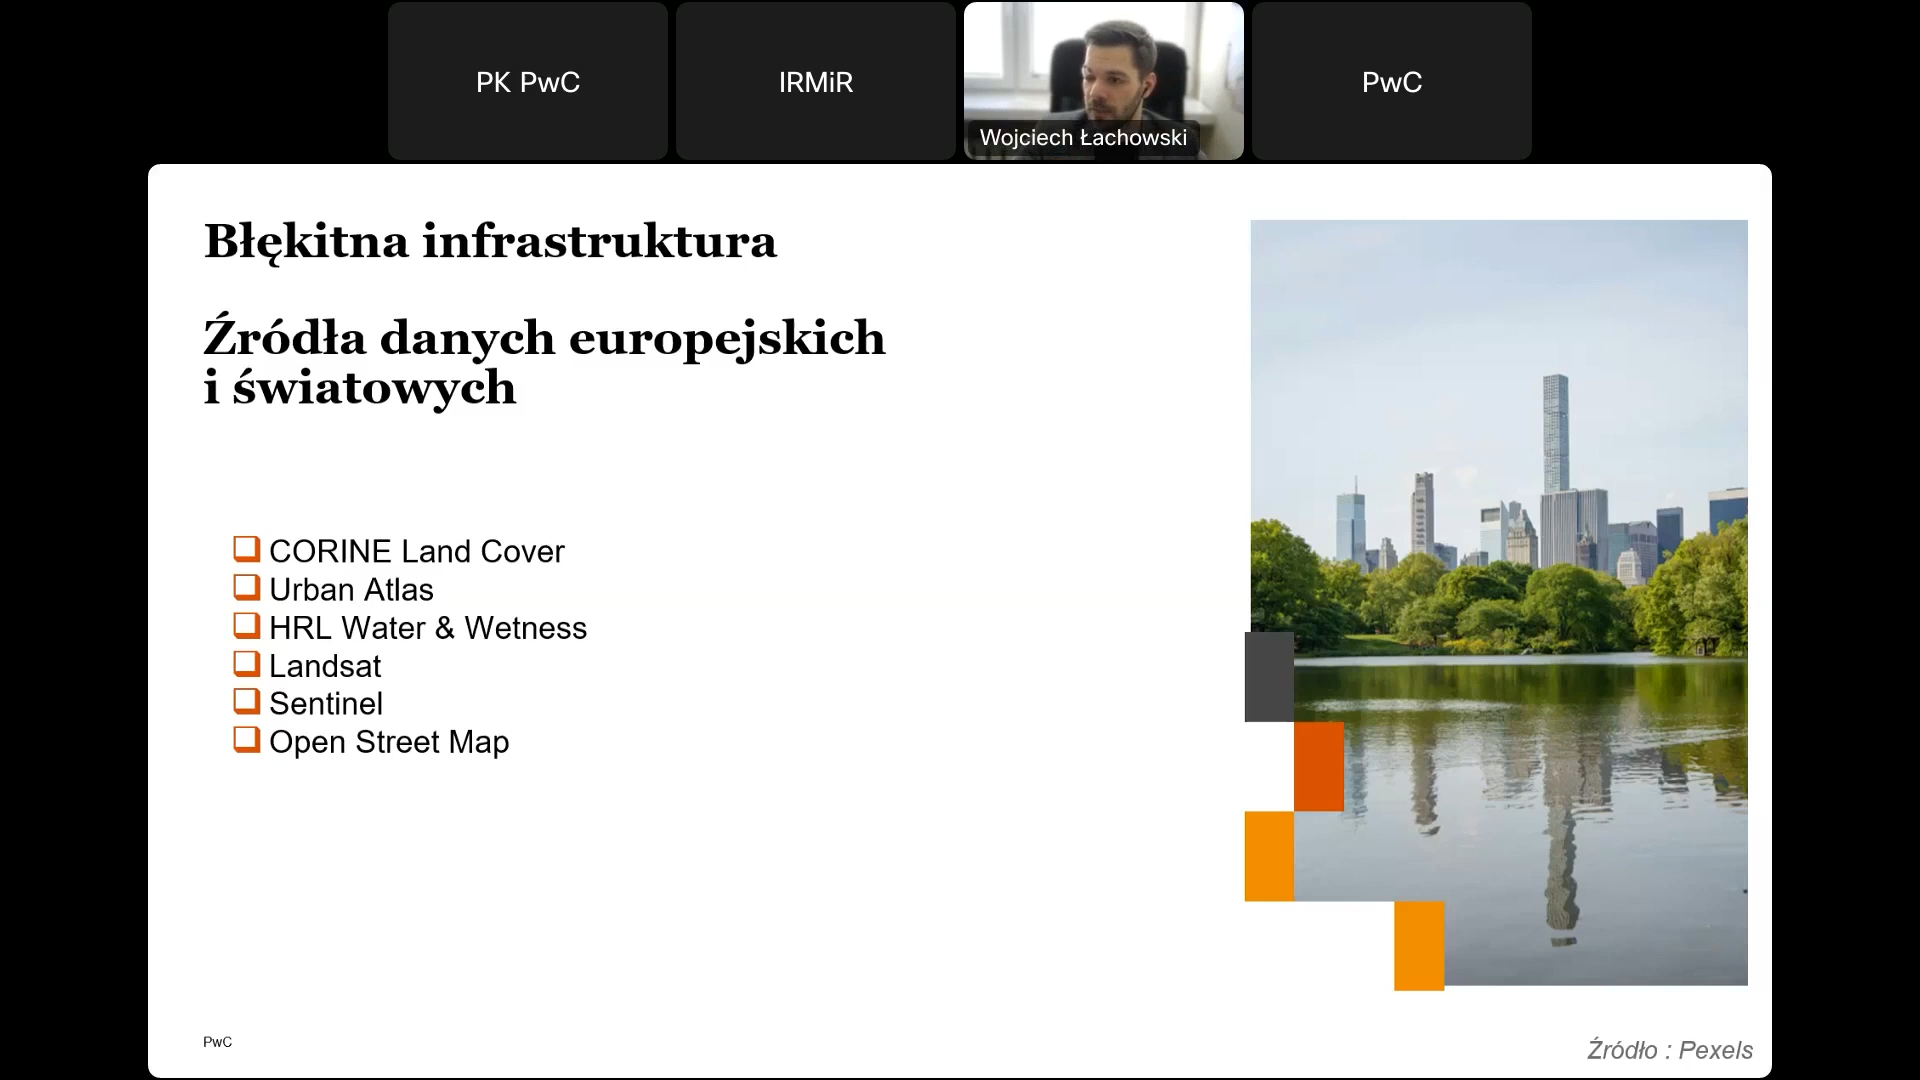 PK PwC
IRMiR
Wojciech Łachowski
PwC
Błękitna infrastruktura
Źródła danych europejskich
i światowych
CORINE Land Cover
Urban Atlas
HRL Water & Wetness
Landsat
Sentinel
Open Street Map
PwC
Źródło : Pexels